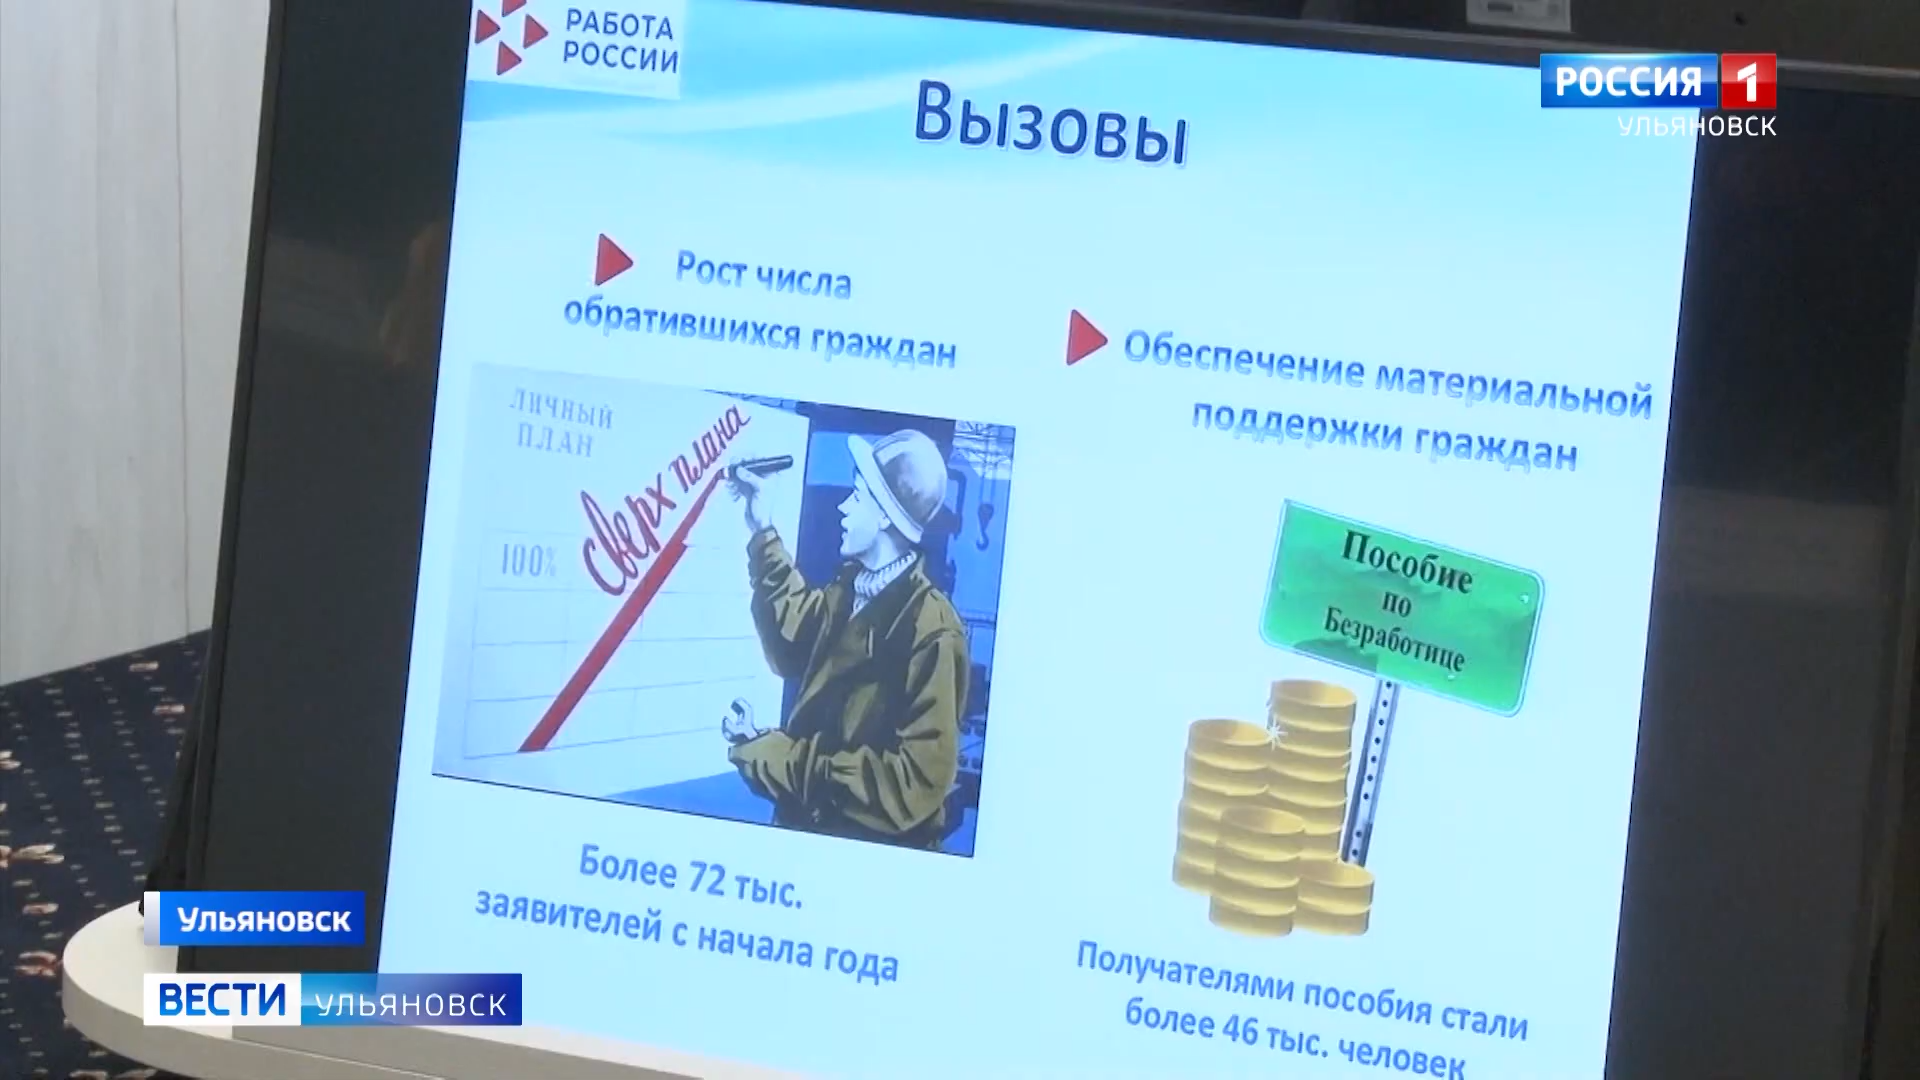 РАБОТА
РОССИИ
РОССИЯ 1
УЛЬЯНОВСК
Вызовы
Рост числа
обратившихся граждан
ЛИЧНЫЙ
ПЛАН
Сверх плана
100%
Более 72 тыс.
заявителей с начала года
Обеспечение материальной
поддержки граждан
Пособие
по
Безработице
Получателями пособия стали
более 46 тыс. человек
Ульяновск
ВЕСТИ УЛЬЯНОВСК